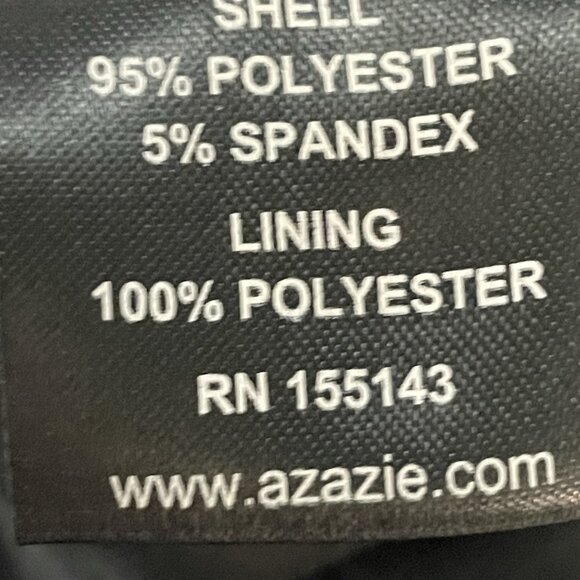 SHELL
95% POLYESTER
5% SPANDEX
LINING
100% POLYESTER
RN 155143
www.azazie.com